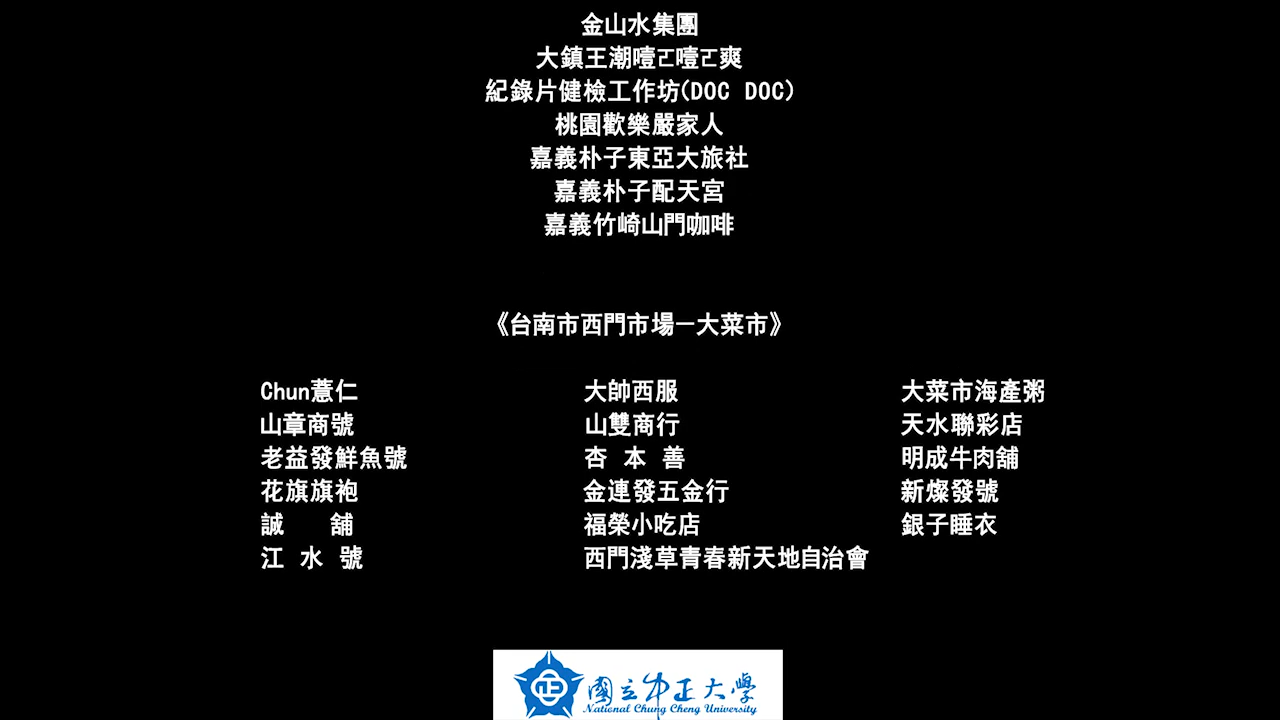 金山水集團
大鎮王潮噎ㄛ噎ㄛ爽
紀錄片健檢工作坊(DOC DOC)
桃園歡樂嚴家人
嘉義朴子東亞大旅社
嘉義朴子配天宮
嘉義竹崎山門咖啡
《台南市西門市場—大菜市》
Chun薏仁 大帥西服 大菜市海產粥
山章商號 山雙商行 天水聯彩店
老益發鮮魚號 杏 本 善 明成牛肉舖
花旗旗袍 金連發五金行 新燦發號
誠 舖 福榮小吃店 銀子睡衣
江 水 號 西門淺草青春新天地自治會
國立中正大學
National Chung Cheng University